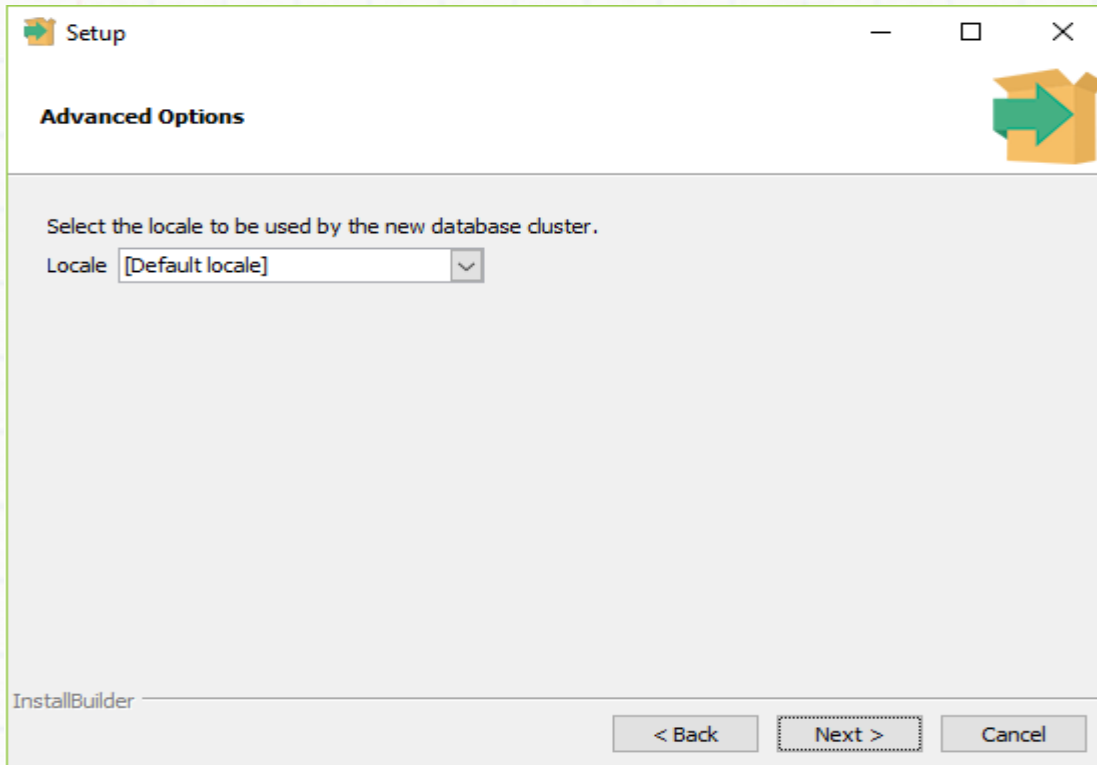 Setup
Advanced Options
Select the locale to be used by the new database cluster.
Locale [Default locale]
InstallBuilder
< Back Next > Cancel